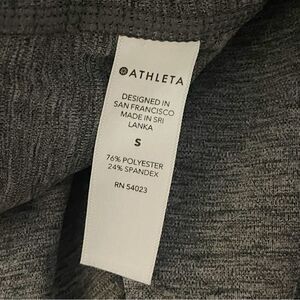 ATHLETA
DESIGNED IN
SAN FRANCISCO
MADE IN SRI
LANKA
S
76% POLYESTER
24% SPANDEX
RN 54023